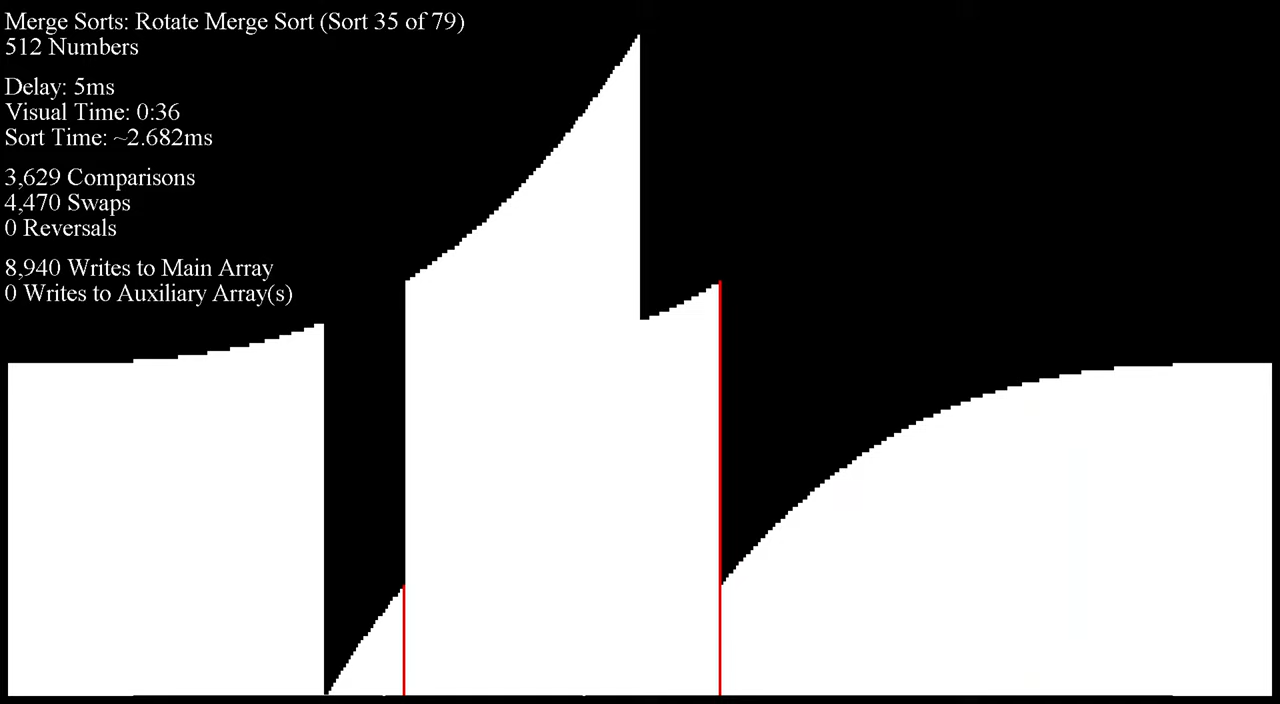 Merge Sorts: Rotate Merge Sort (Sort 35 of 79)
512 Numbers
Delay: 5ms
Visual Time: 0:36
Sort Time: ~2.682ms
3,629 Comparisons
4,470 Swaps
0 Reversals
8,940 Writes to Main Array
0 Writes to Auxiliary Array(s)